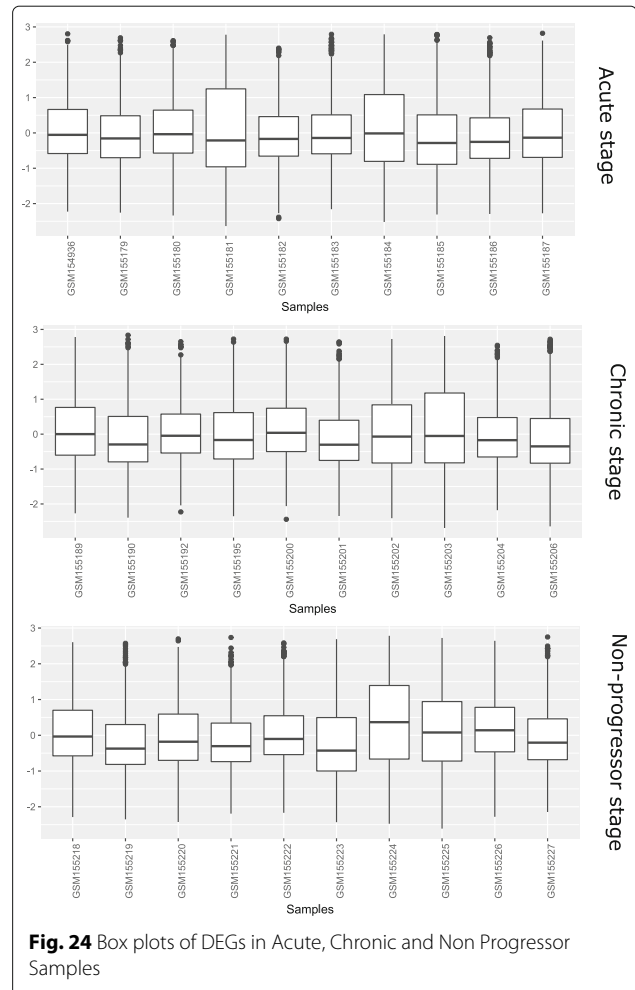 3
2
1
0
-1
-2
GSM154936
GSM155179
GSM155180
GSM155181
GSM155182
GSM155183
GSM155184
GSM155185
GSM155186
GSM155187
Samples
Acute stage
3
2
1
0
-1
-2
GSM155189
GSM155190
GSM155192
GSM155195
GSM155200
GSM155201
GSM155202
GSM155203
GSM155204
GSM155206
Samples
Chronic stage
3
2
1
0
-1
-2
GSM155218
GSM155219
GSM155220
GSM155221
GSM155222
GSM155223
GSM155224
GSM155225
GSM155226
GSM155227
Samples
Non-progressor stage
Fig. 24 Box plots of DEGs in Acute, Chronic and Non Progressor
Samples